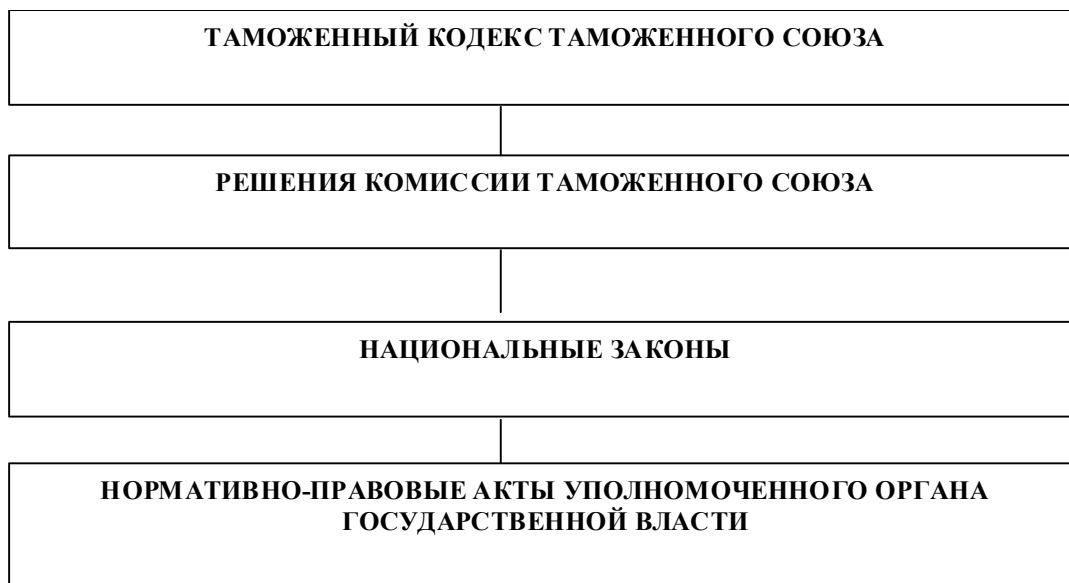 ТАМОЖЕННЫЙ КОДЕКС ТАМОЖЕННОГО СОЮЗА
РЕШЕНИЯ КОМИССИИ ТАМОЖЕННОГО СОЮЗА
НАЦИОНАЛЬНЫЕ ЗАКОНЫ
НОРМАТИВНО-ПРАВОВЫЕ АКТЫ УПОЛНОМОЧЕННОГО ОРГАНА
ГОСУДАРСТВЕННОЙ ВЛАСТИ